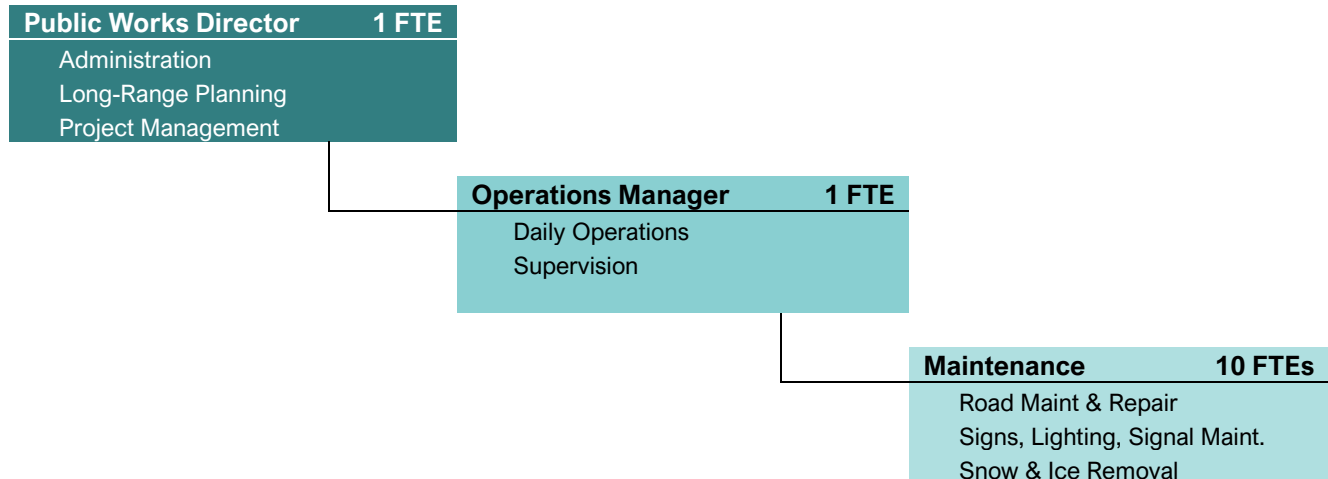 Public Works Director 1 FTE
Administration
Long-Range Planning
Project Management
Operations Manager 1 FTE
Daily Operations
Supervision
Maintenance 10 FTEs
Road Maint & Repair
Signs, Lighting, Signal Maint.
Snow & Ice Removal